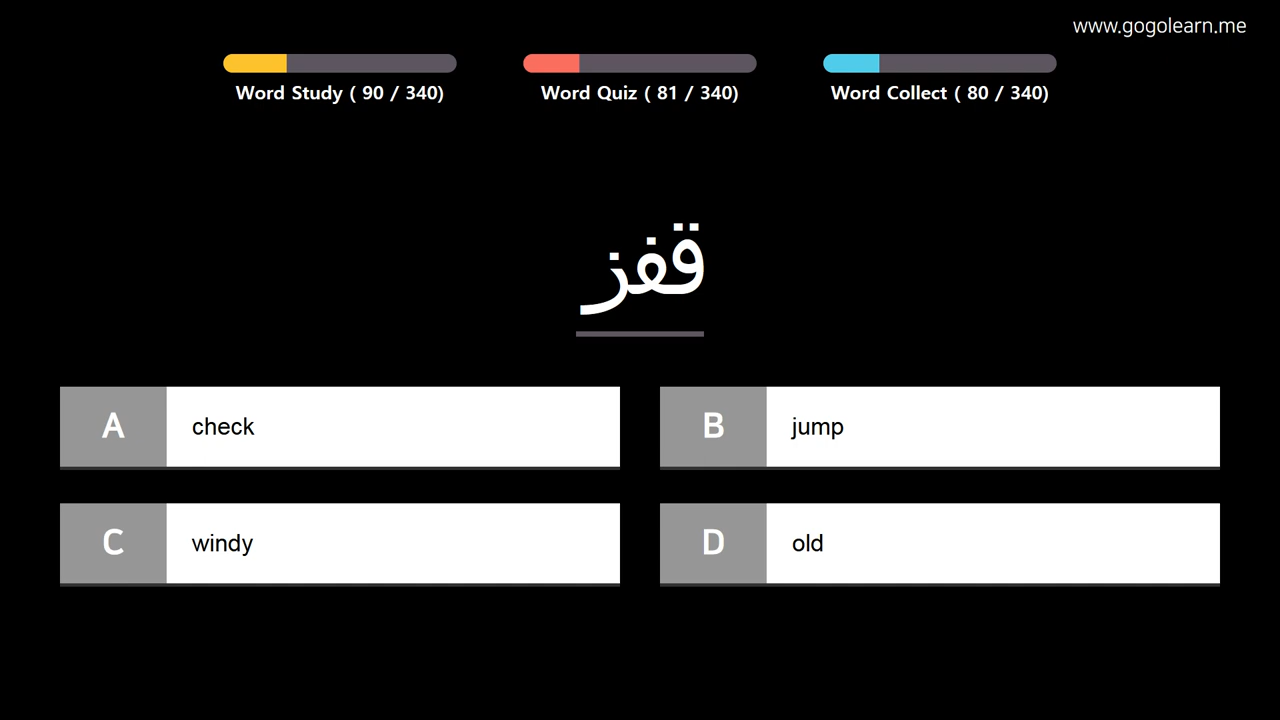 www.gogolearn.me
Word Study ( 90 / 340)
Word Quiz ( 81 / 340)
Word Collect ( 80 / 340)
قفز
A check
B jump
C windy
D old